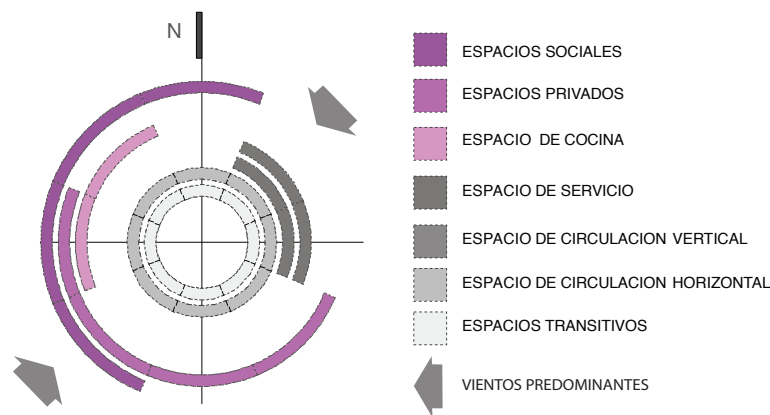 N
ESPACIOS SOCIALES
ESPACIOS PRIVADOS
ESPACIO DE COCINA
ESPACIO DE SERVICIO
ESPACIO DE CIRCULACION VERTICAL
ESPACIO DE CIRCULACION HORIZONTAL
ESPACIOS TRANSITIVOS
VIENTOS PREDOMINANTES